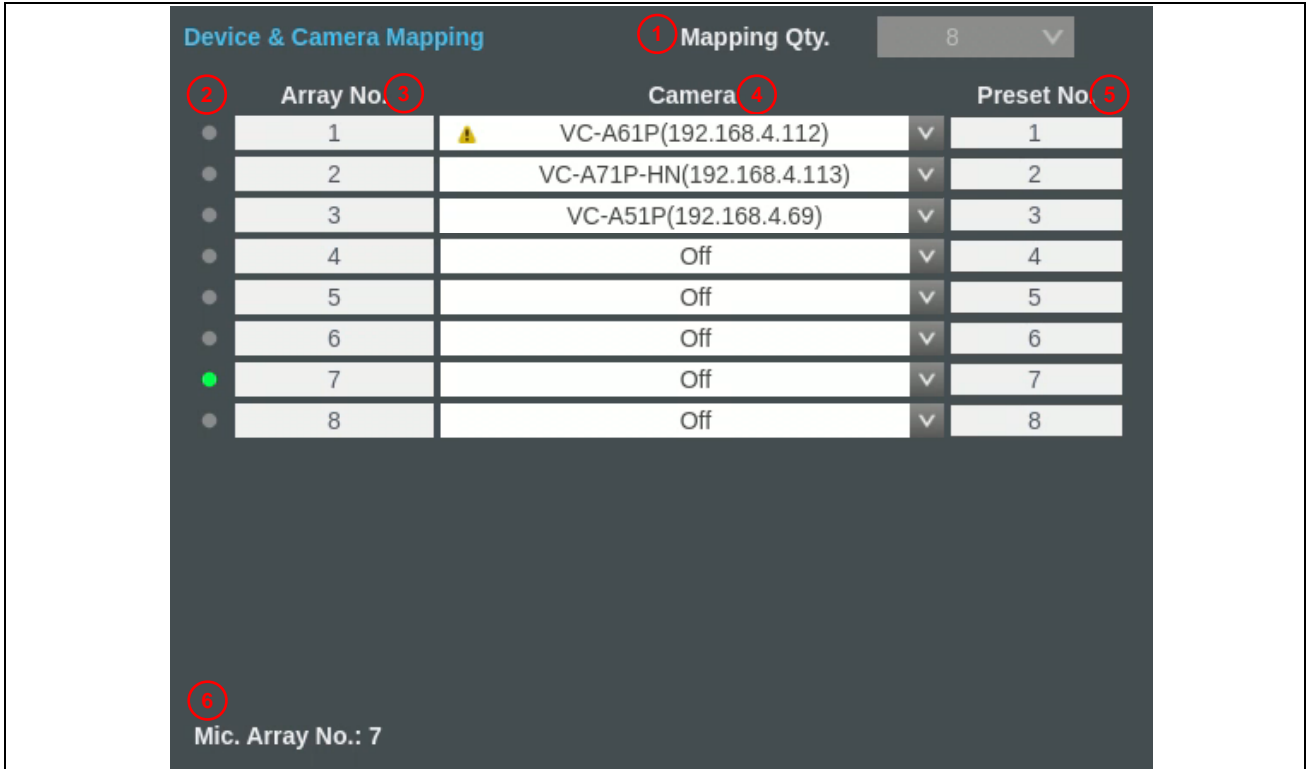 Device & Camera Mapping 1 Mapping Qty. 8
2 Array No. 3 Camera 4 Preset No. 5
1 VC-A61P(192.168.4.112) 1
2 VC-A71P-HN(192.168.4.113) 2
3 VC-A51P(192.168.4.69) 3
4 Off 4
5 Off 5
6 Off 6
7 Off 7
8 Off 8
6
Mic. Array No.: 7